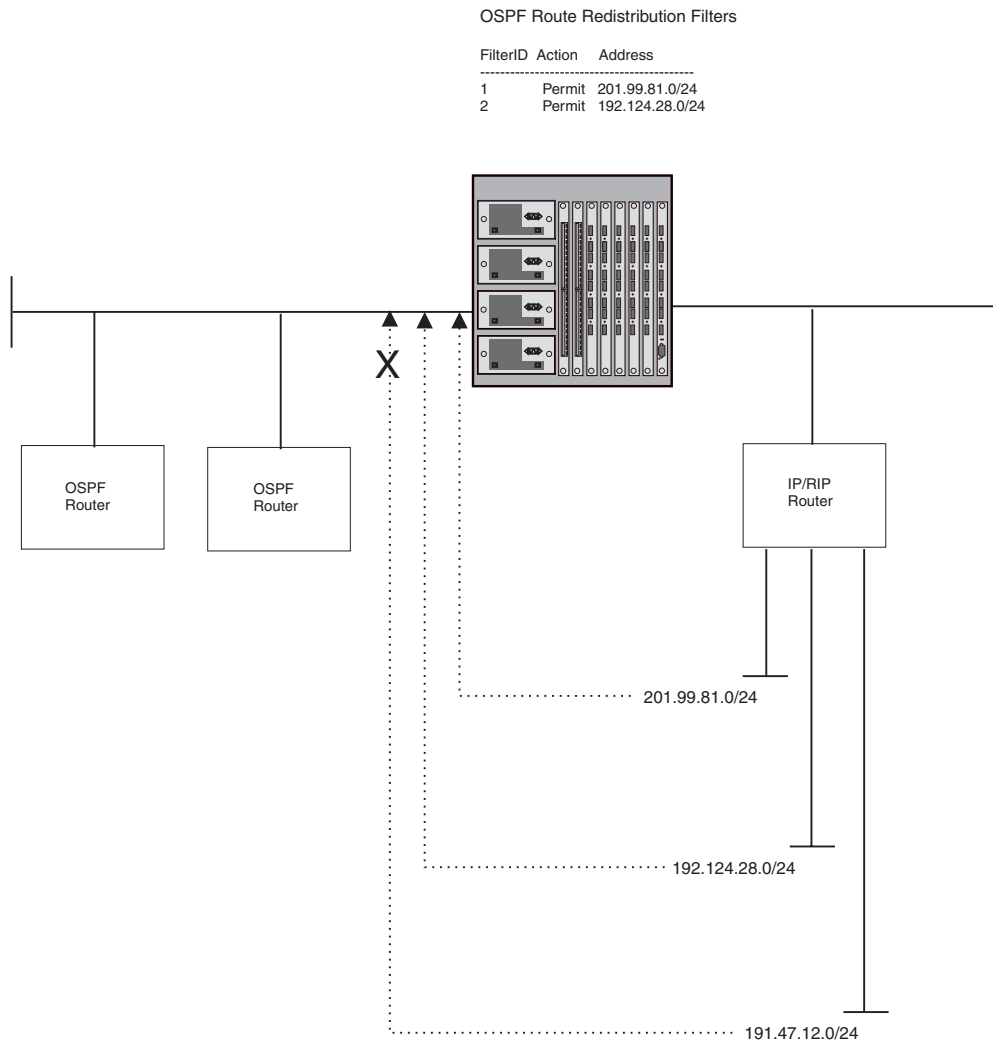 OSPF Route Redistribution Filters
FilterID Action Address
-------------------------------------------
1 Permit 201.99.81.0/24
2 Permit 192.124.28.0/24
X
OSPF
Router
OSPF
Router
IP/RIP
Router
201.99.81.0/24
192.124.28.0/24
191.47.12.0/24